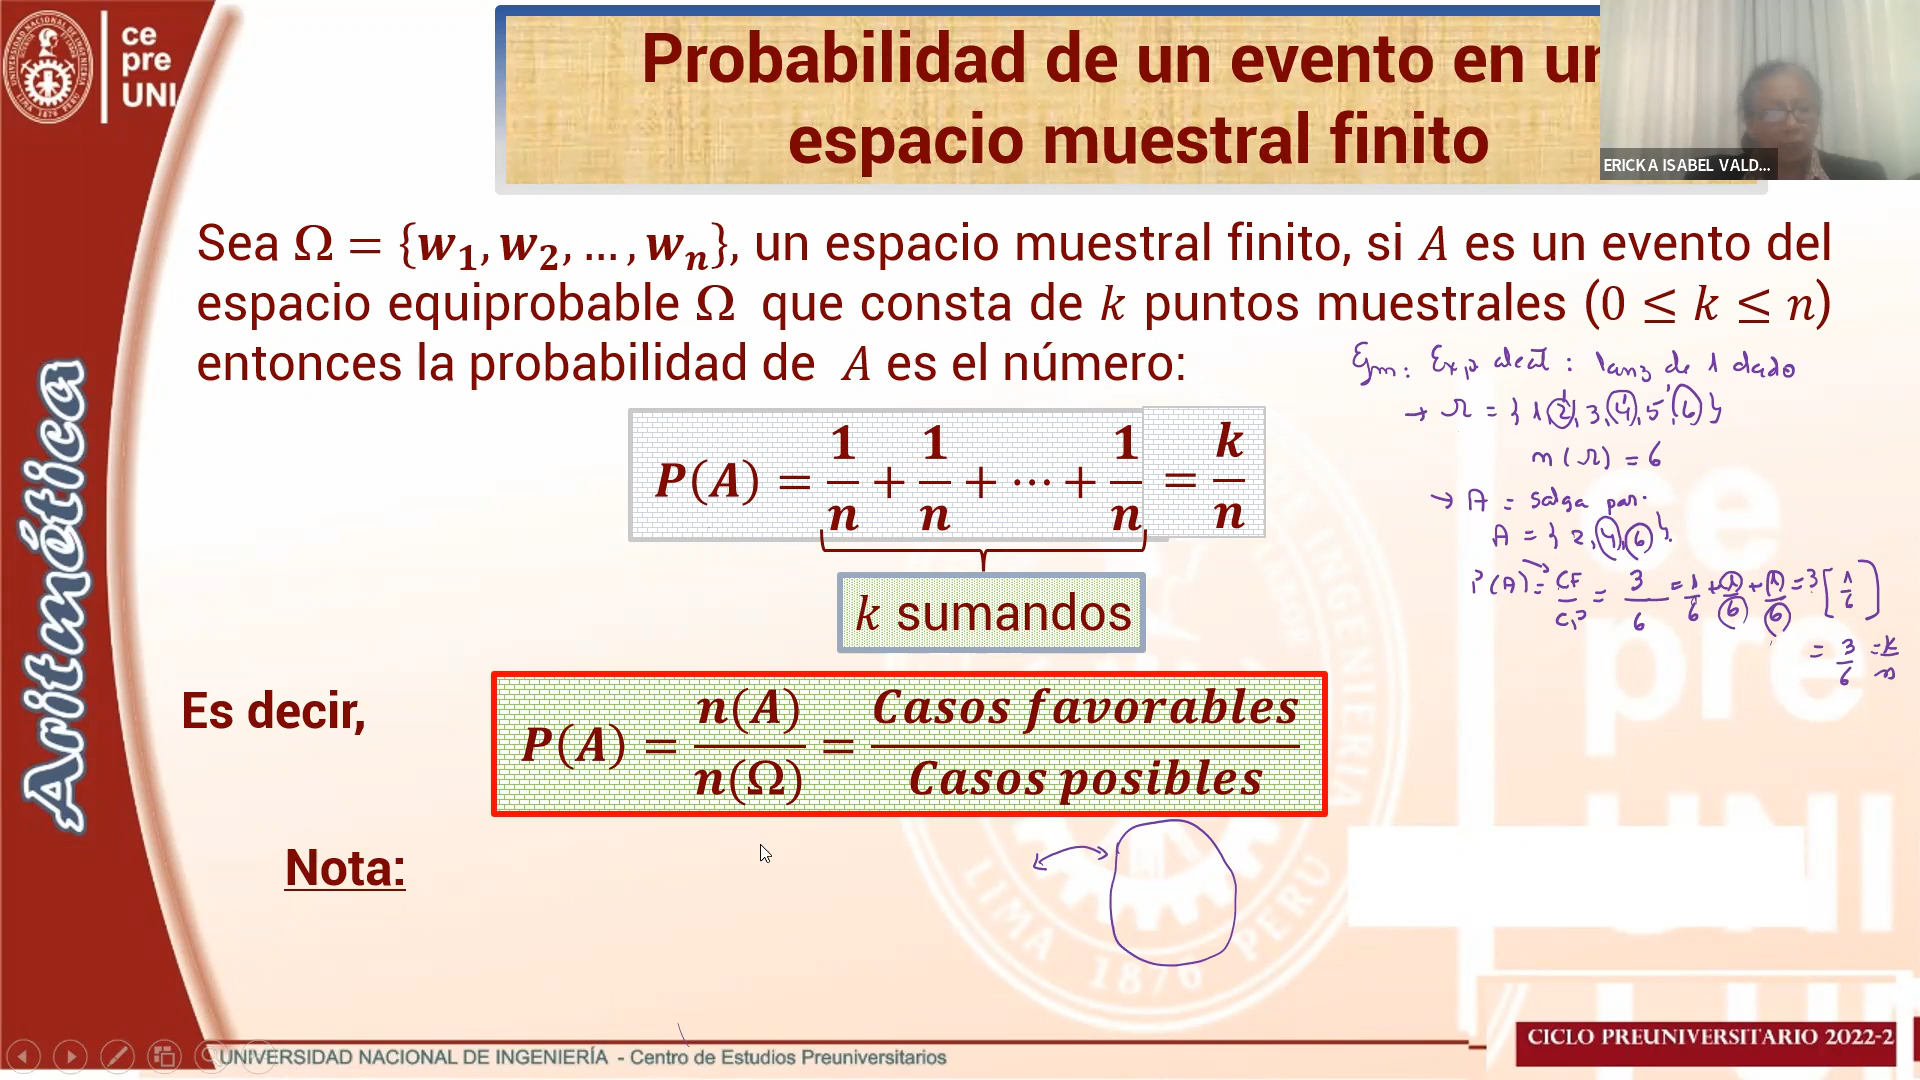 ce
pre
UNI
Probabilidad de un evento en un
espacio muestral finito
ERICKA ISABEL VALD...
Sea Ω = {w₁, w₂, ..., wₙ}, un espacio muestral finito, si A es un evento del
espacio equiprobable Ω que consta de k puntos muestrales (0 ≤ k ≤ n)
entonces la probabilidad de A es el número:
P(A) = 1/n + 1/n + ⋯ + 1/n = k/n
k sumandos
Es decir,
P(A) = n(A)/n(Ω) = Casos favorables/Casos posibles
Nota:
Exp aleat : lanz de 1 dado
→ Ω = { 1, 2, 3, 4, 5, 6 }
n(Ω) = 6
→ A = salga par.
A = { 2, 4, 6 }.
P(A) = CF/CP = 3/6 = 1/6 + 1/6 + 1/6 = 3[1/6]
= 3/6 = k/n
Aritmética
UNIVERSIDAD NACIONAL DE INGENIERÍA - Centro de Estudios Preuniversitarios
CICLO PREUNIVERSITARIO 2022-2
LIMA 1876 PERU